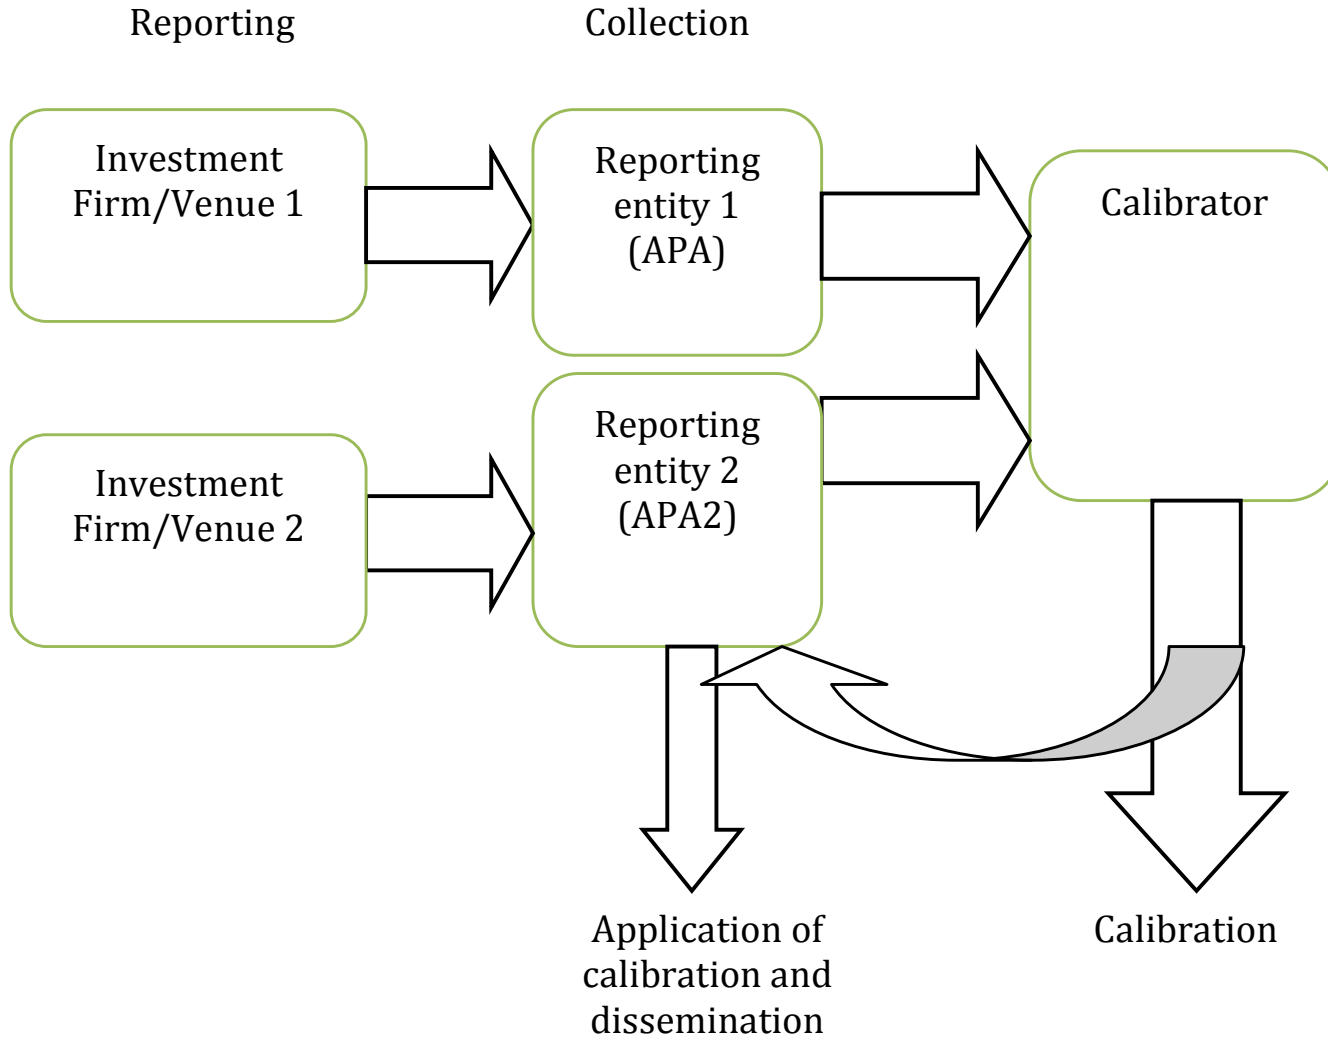 Reporting
Collection
Investment
Firm/Venue 1
Reporting
entity 1
(APA)
Calibrator
Investment
Firm/Venue 2
Reporting
entity 2
(APA2)
Application of
calibration and
dissemination
Calibration